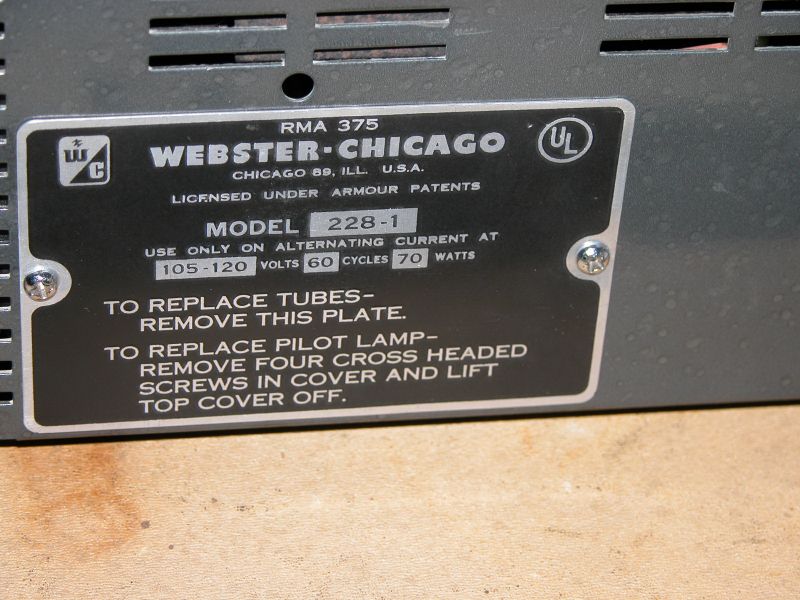 RMA 375
W/C
WEBSTER-CHICAGO
UL
CHICAGO 89, ILL. U.S.A.
LICENSED UNDER ARMOUR PATENTS
MODEL 228-1
USE ONLY ON ALTERNATING CURRENT AT
105-120 VOLTS 60 CYCLES 70 WATTS
TO REPLACE TUBES-
REMOVE THIS PLATE.
TO REPLACE PILOT LAMP-
REMOVE FOUR CROSS HEADED
SCREWS IN COVER AND LIFT
TOP COVER OFF.